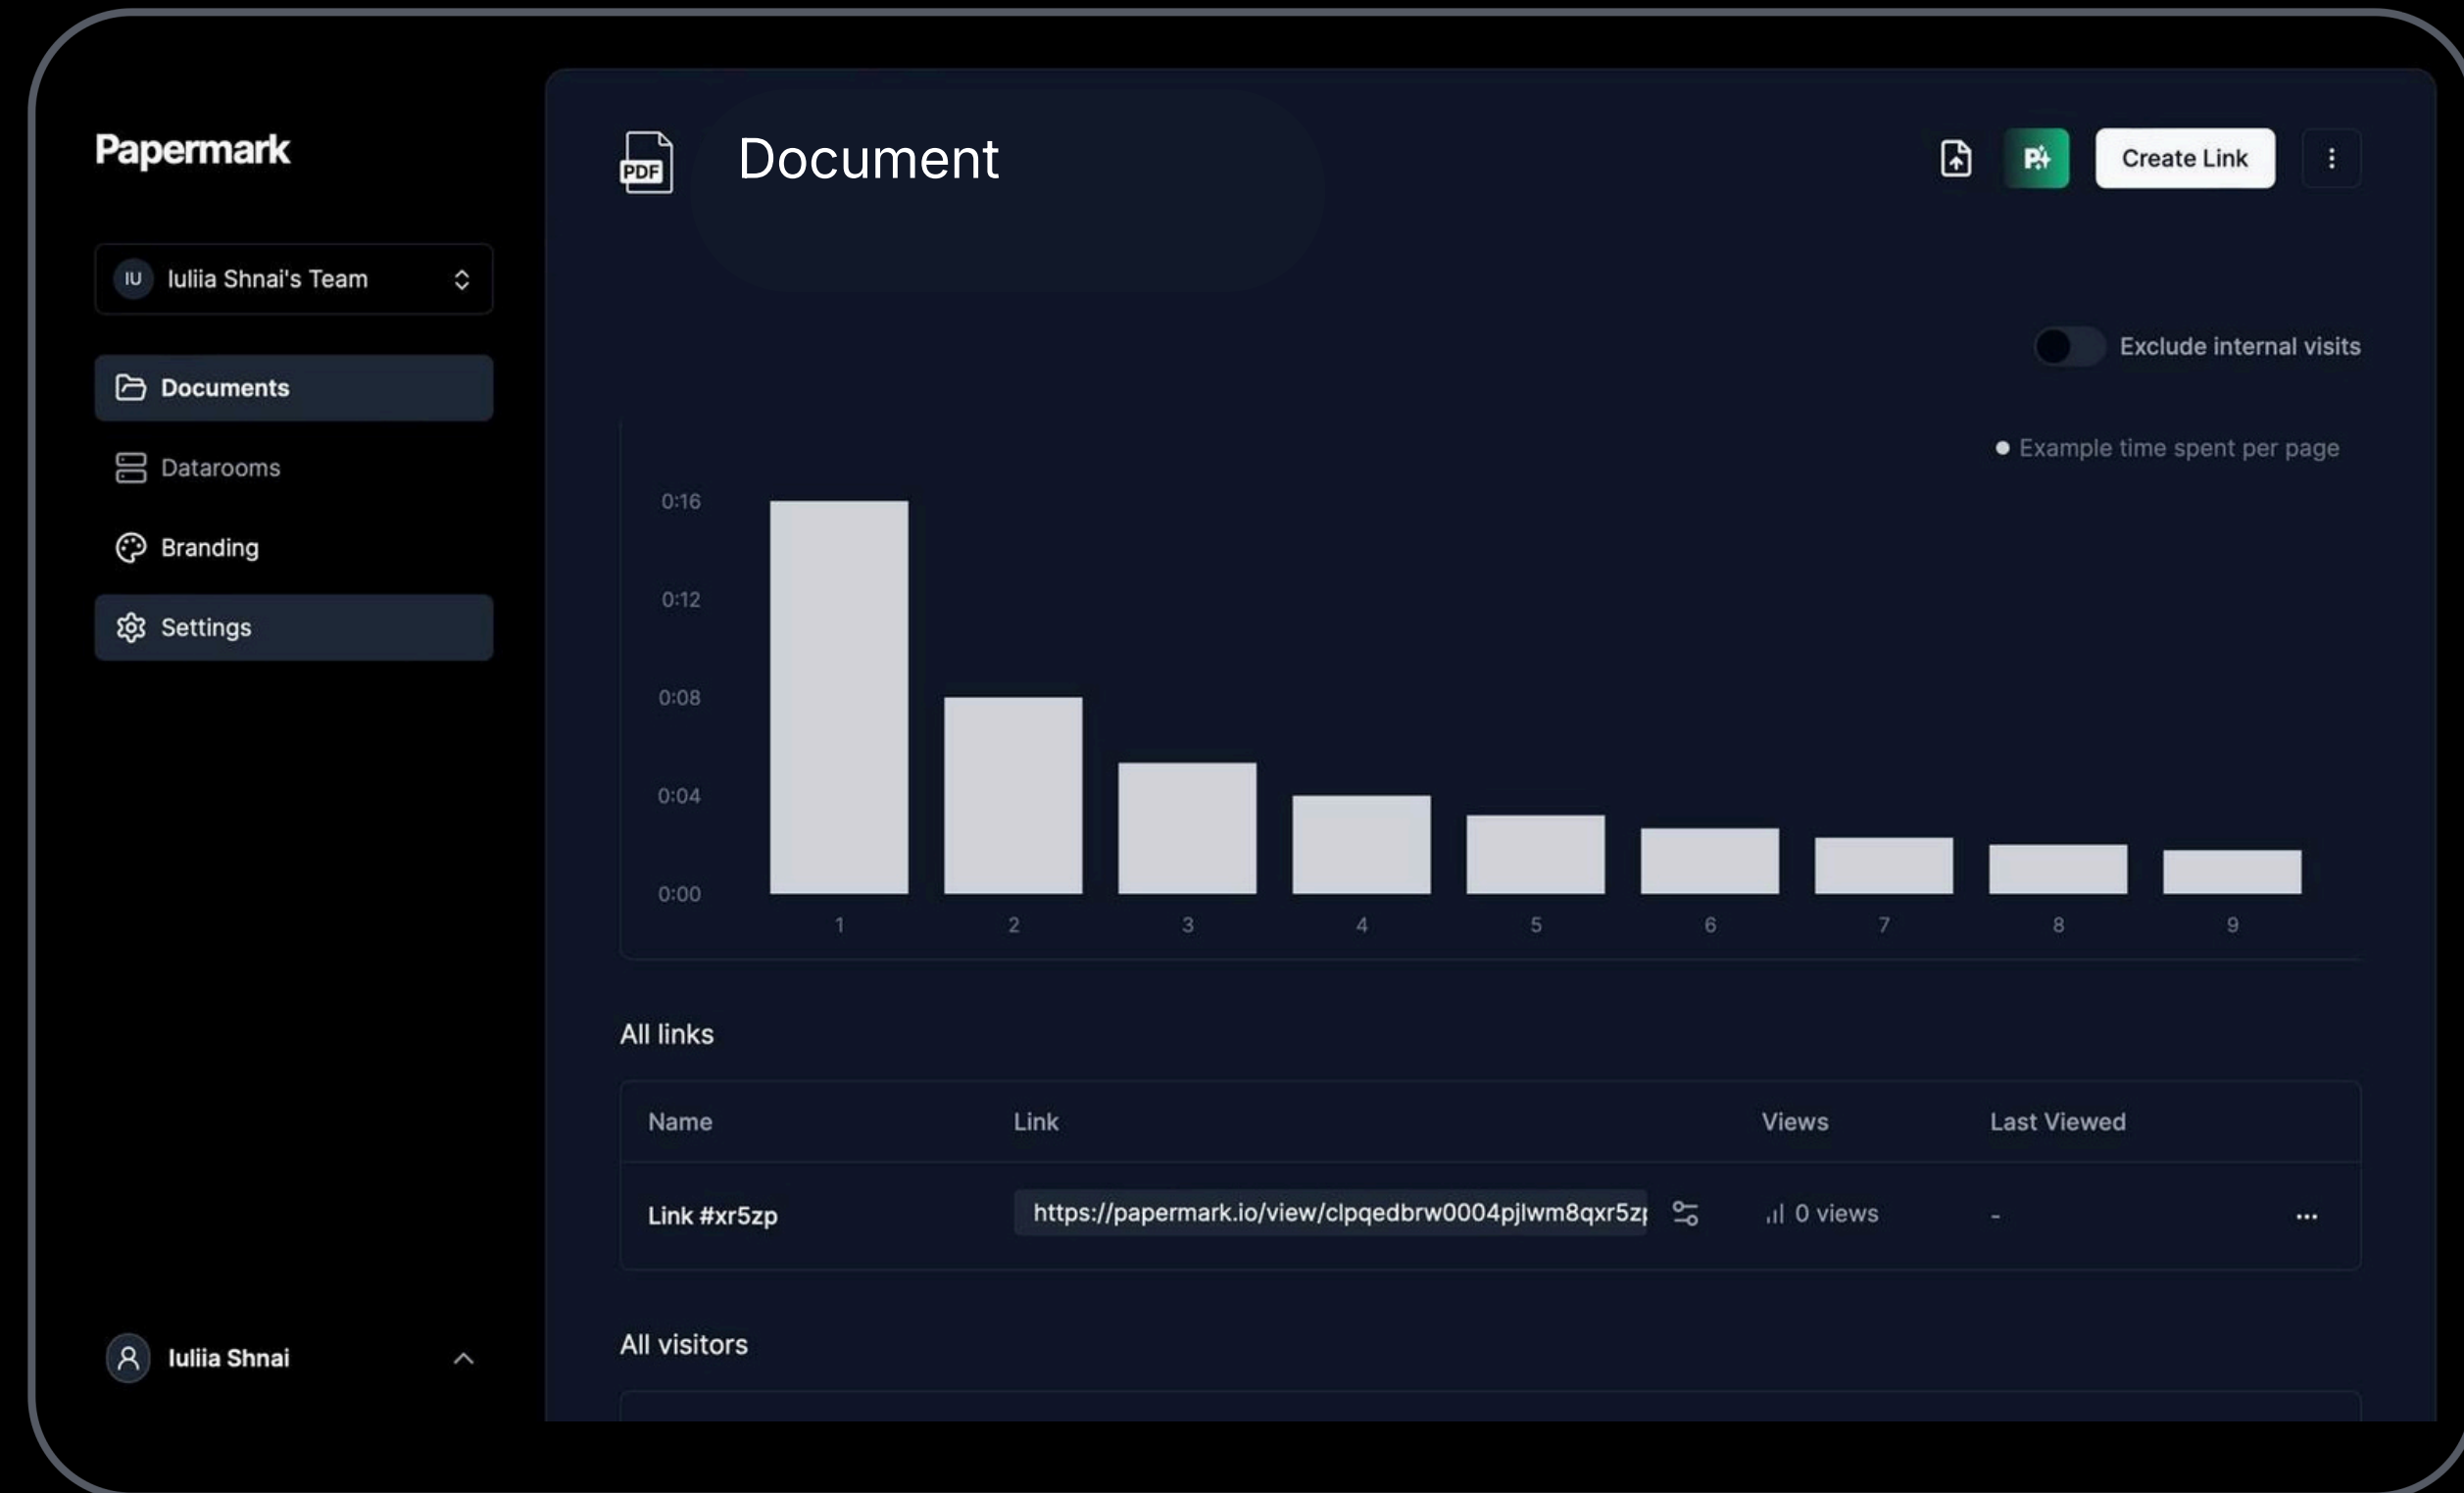 Papermark
IU Iuliia Shnai's Team
Documents
Datarooms
Branding
Settings
Iuliia Shnai
PDF
Document
P
Create Link
Exclude internal visits
Example time spent per page
0:16
0:12
0:08
0:04
0:00
1 2 3 4 5 6 7 8 9
All links
Name Link Views Last Viewed
Link #xr5zp https://papermark.io/view/clpqedbrw0004pjlwm8qxr5zp 0 views -
All visitors